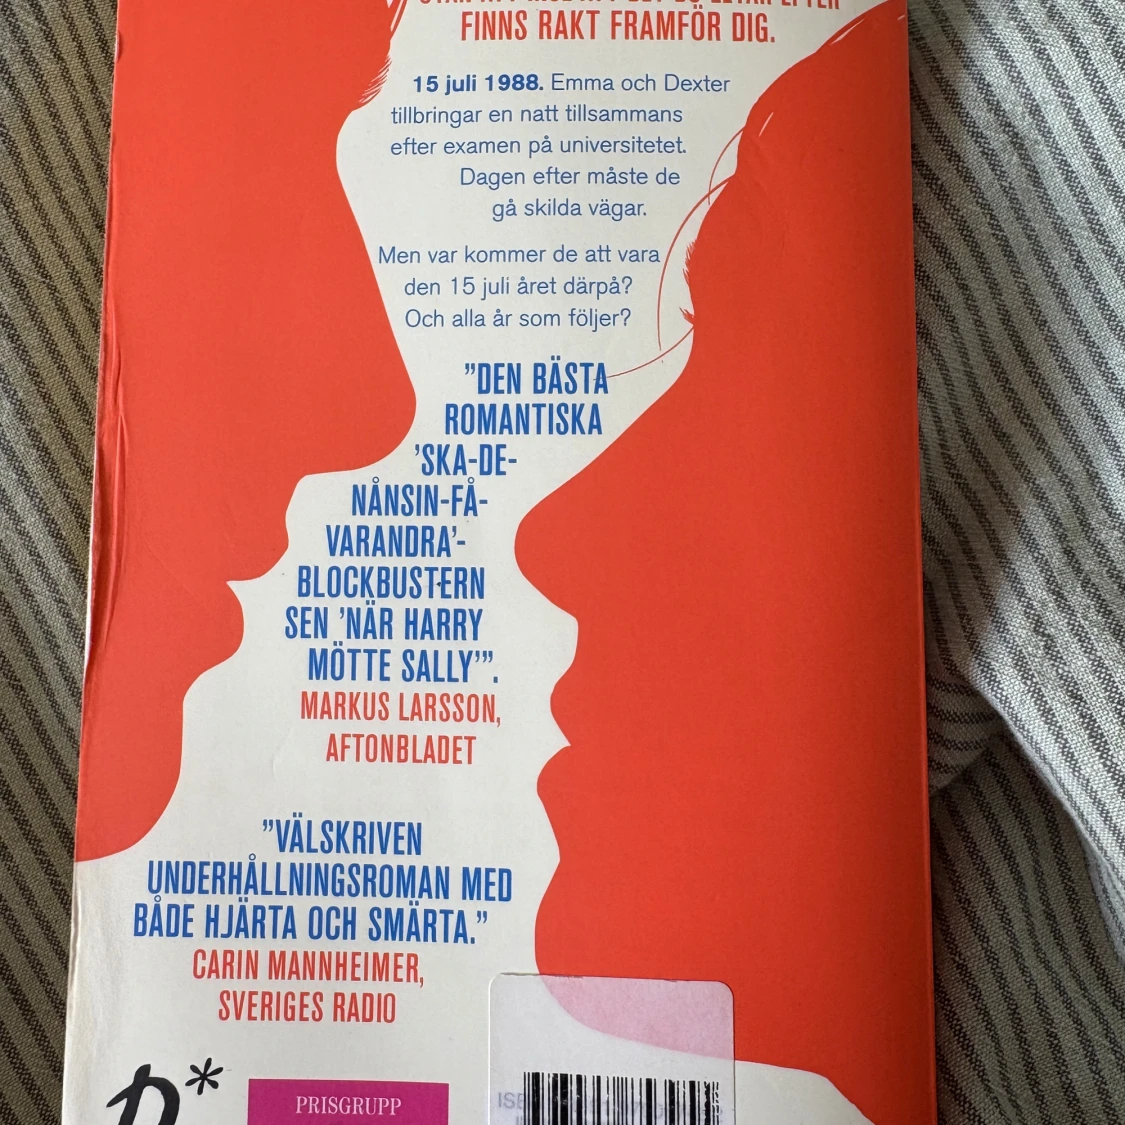 FINNS RAKT FRAMFÖR DIG.
15 juli 1988. Emma och Dexter
tillbringar en natt tillsammans
efter examen på universitetet.
Dagen efter måste de
gå skilda vägar.
Men var kommer de att vara
den 15 juli året därpå?
Och alla år som följer?
”DEN BÄSTA
ROMANTISKA
’SKA-DE-
NÅNSIN-FÅ-
VARANDRA’-
BLOCKBUSTERN
SEN ’NÄR HARRY
MÖTTE SALLY’”.
MARKUS LARSSON,
AFTONBLADET
”VÄLSKRIVEN
UNDERHÅLLNINGSROMAN MED
BÅDE HJÄRTA OCH SMÄRTA.”
CARIN MANNHEIMER,
SVERIGES RADIO
PRISGRUPP